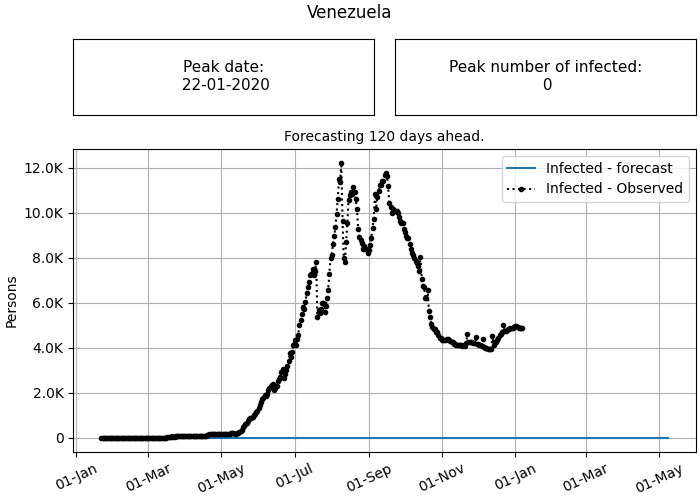 Venezuela
Peak date:
22-01-2020
Peak number of infected:
0
Forecasting 120 days ahead.
Infected - forecast
Infected - Observed
12.0K
10.0K
8.0K
6.0K
4.0K
2.0K
0
Persons
01-Jan
01-Mar
01-May
01-Jul
01-Sep
01-Nov
01-Jan
01-Mar
01-May